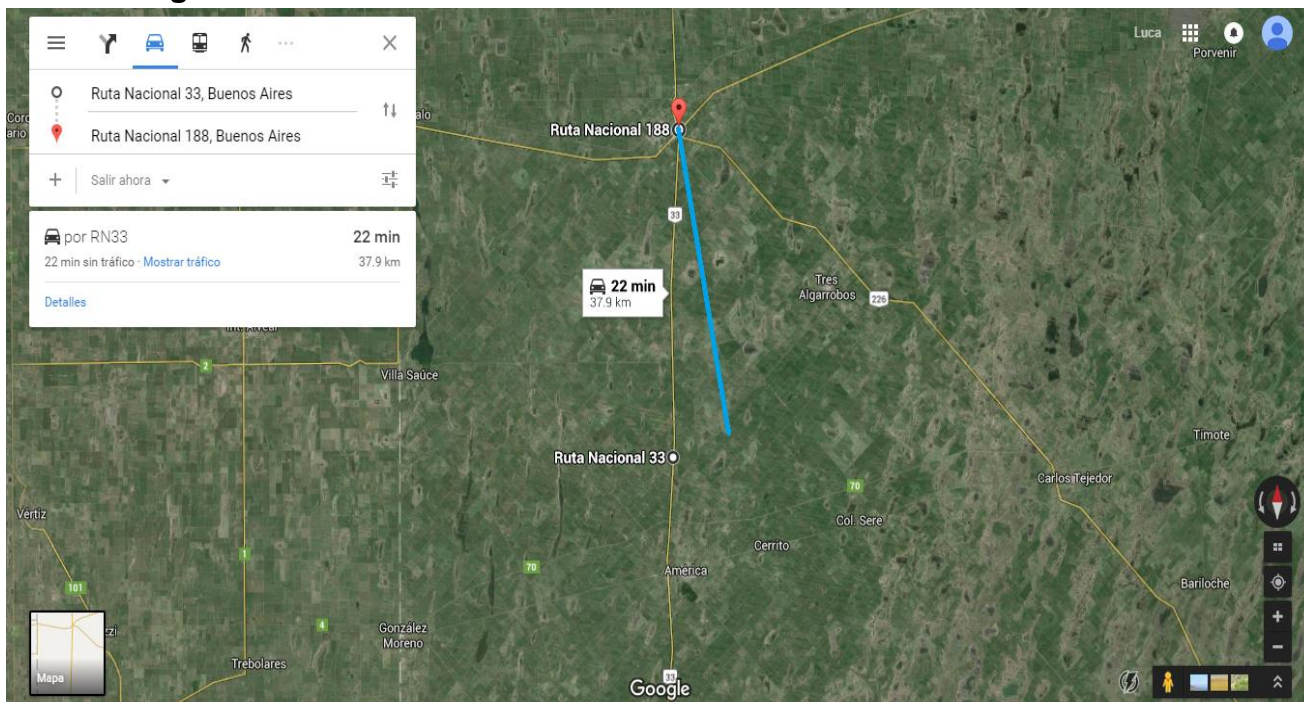 Ruta Nacional 33, Buenos Aires
Ruta Nacional 188, Buenos Aires
Salir ahora
por RN33 22 min
22 min sin tráfico · Mostrar tráfico 37.9 km
Detalles
Luca
Porvenir
Ruta Nacional 188
33
22 min
37.9 km
Tres
Algarrobos
226
2
Villa Saúce
Ruta Nacional 33
Timote
70
Carlos Tejedor
Vértiz
Col. Seré
1
Cerrito
70
América
101
Bariloche
4
González
Moreno
Trebolares
Mapa
33
Google